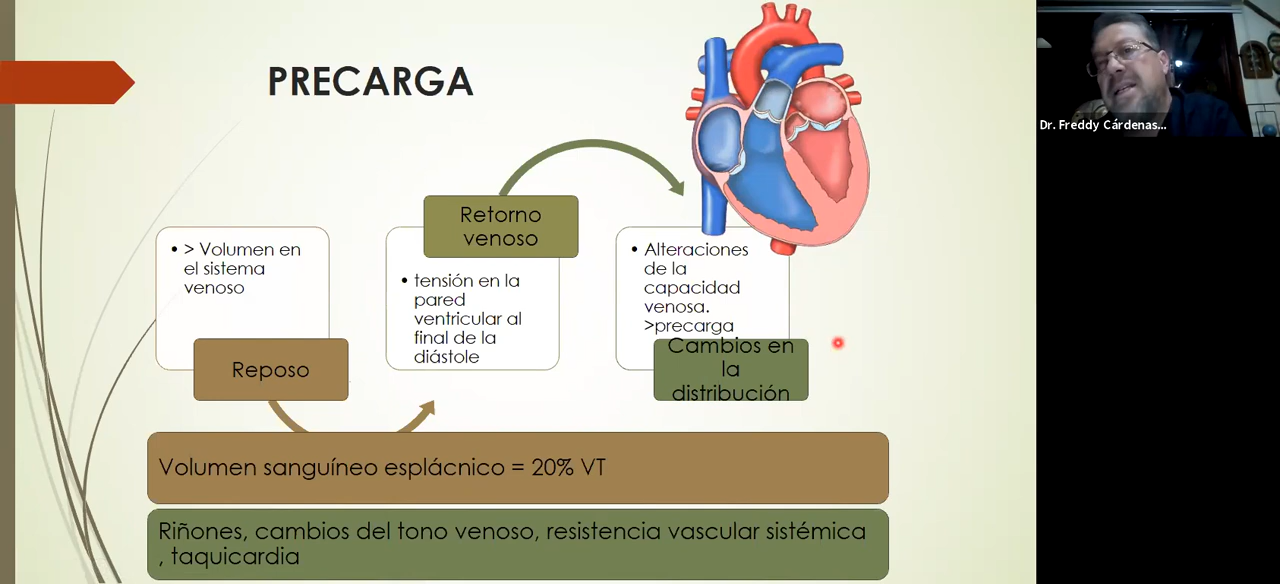 PRECARGA
• > Volumen en
el sistema
venoso
Reposo
Retorno
venoso
• tensión en la
pared
ventricular al
final de la
diástole
• Alteraciones
de la
capacidad
venosa.
>precarga
Cambios en
la
distribución
Volumen sanguíneo esplácnico = 20% VT
Riñones, cambios del tono venoso, resistencia vascular sistémica
, taquicardia
Dr. Freddy Cárdenas...